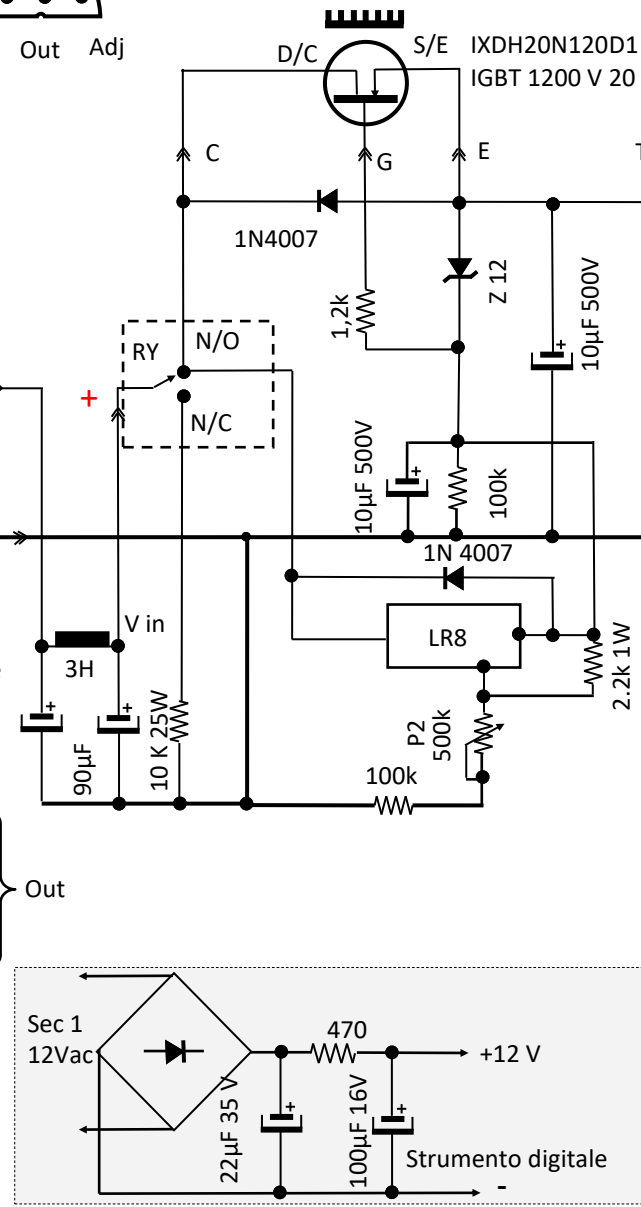 Out Adj
D/C
S/E IXDH20N120D1
IGBT 1200 V 20
C
G
E
1N4007
Z 12
10µF 500V
1,2k
RY
N/O
+
N/C
10µF 500V
+
100k
1N 4007
V in
3H
LR8
2.2k 1W
+
+
90µF
10 K 25W
P2
500k
100k
Out
Sec 1
12Vac
470
+12 V
22µF 35 V
+
100µF 16V
+
Strumento digitale
-